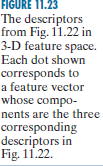 FIGURE 11.23
The descriptors
from Fig. 11.22 in
3-D feature space.
Each dot shown
corresponds to
a feature vector
whose compo-
nents are the three
corresponding
descriptors in
Fig. 11.22.